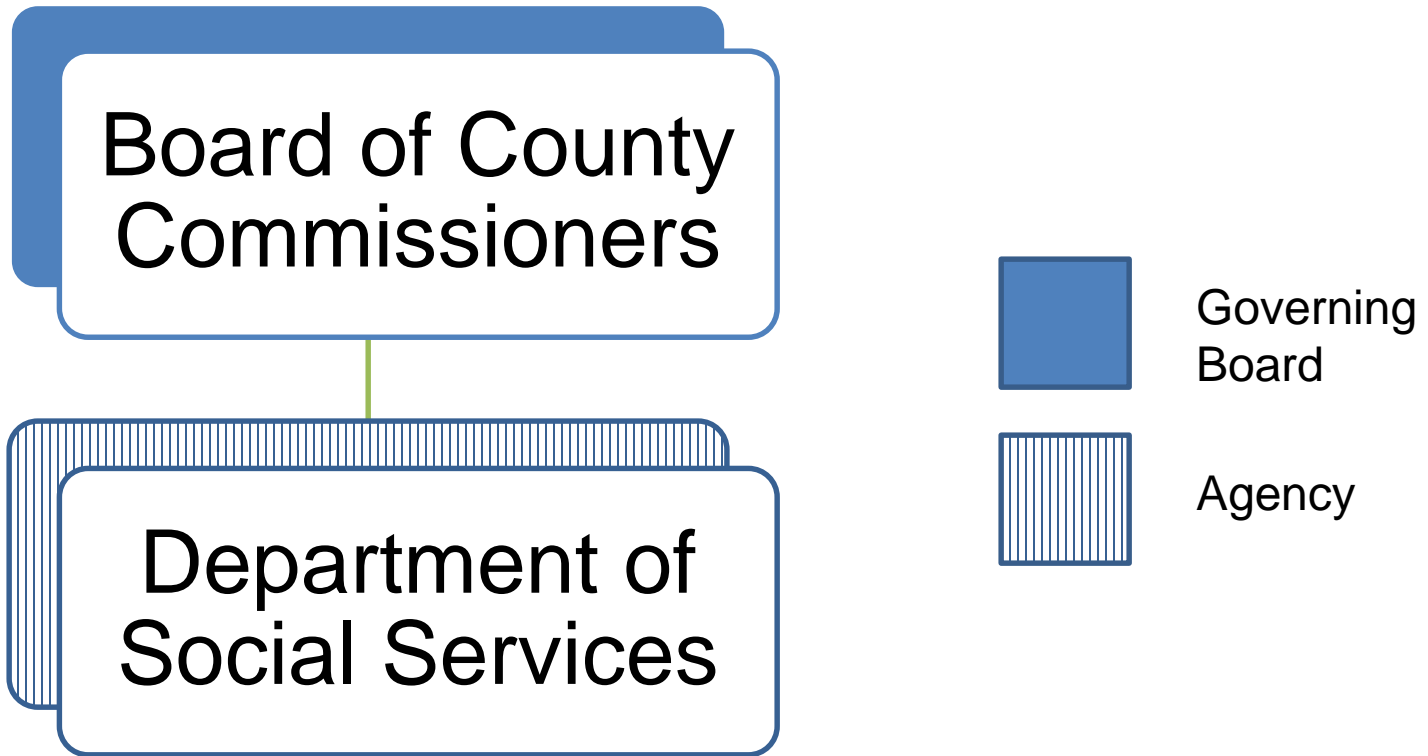 Board of County
Commissioners
Department of
Social Services
Governing
Board
Agency